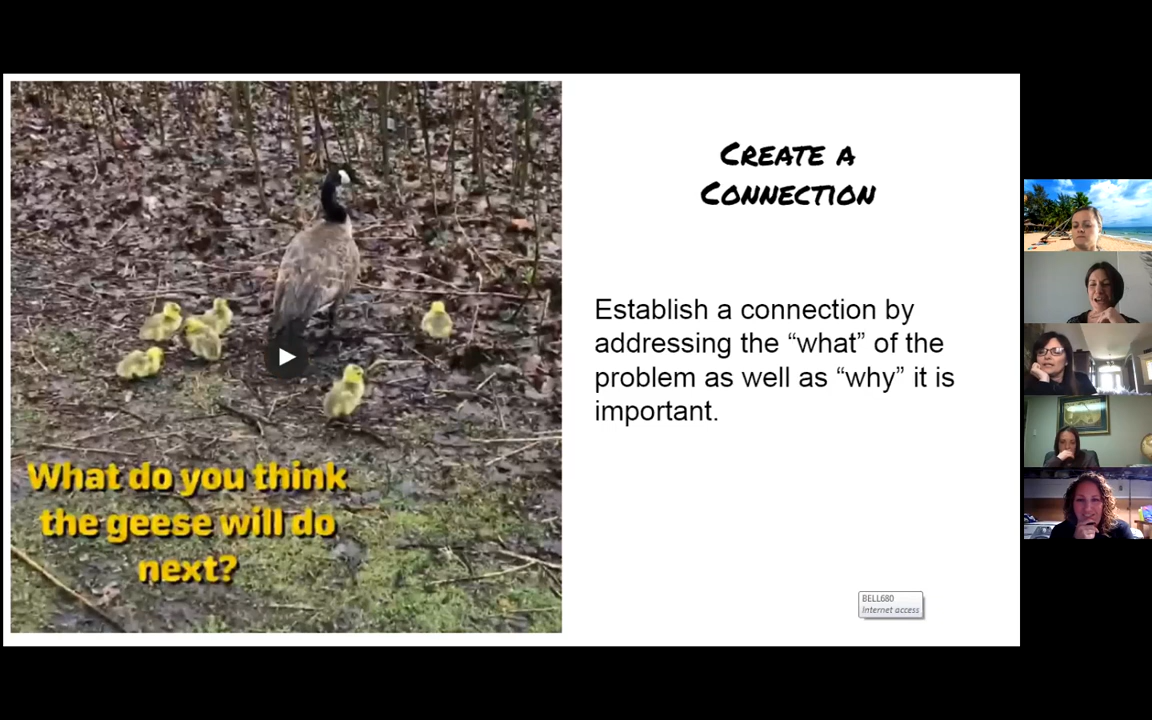 What do you think
the geese will do
next?
CREATE A
CONNECTION
Establish a connection by
addressing the “what” of the
problem as well as “why” it is
important.
BELL680
Internet access